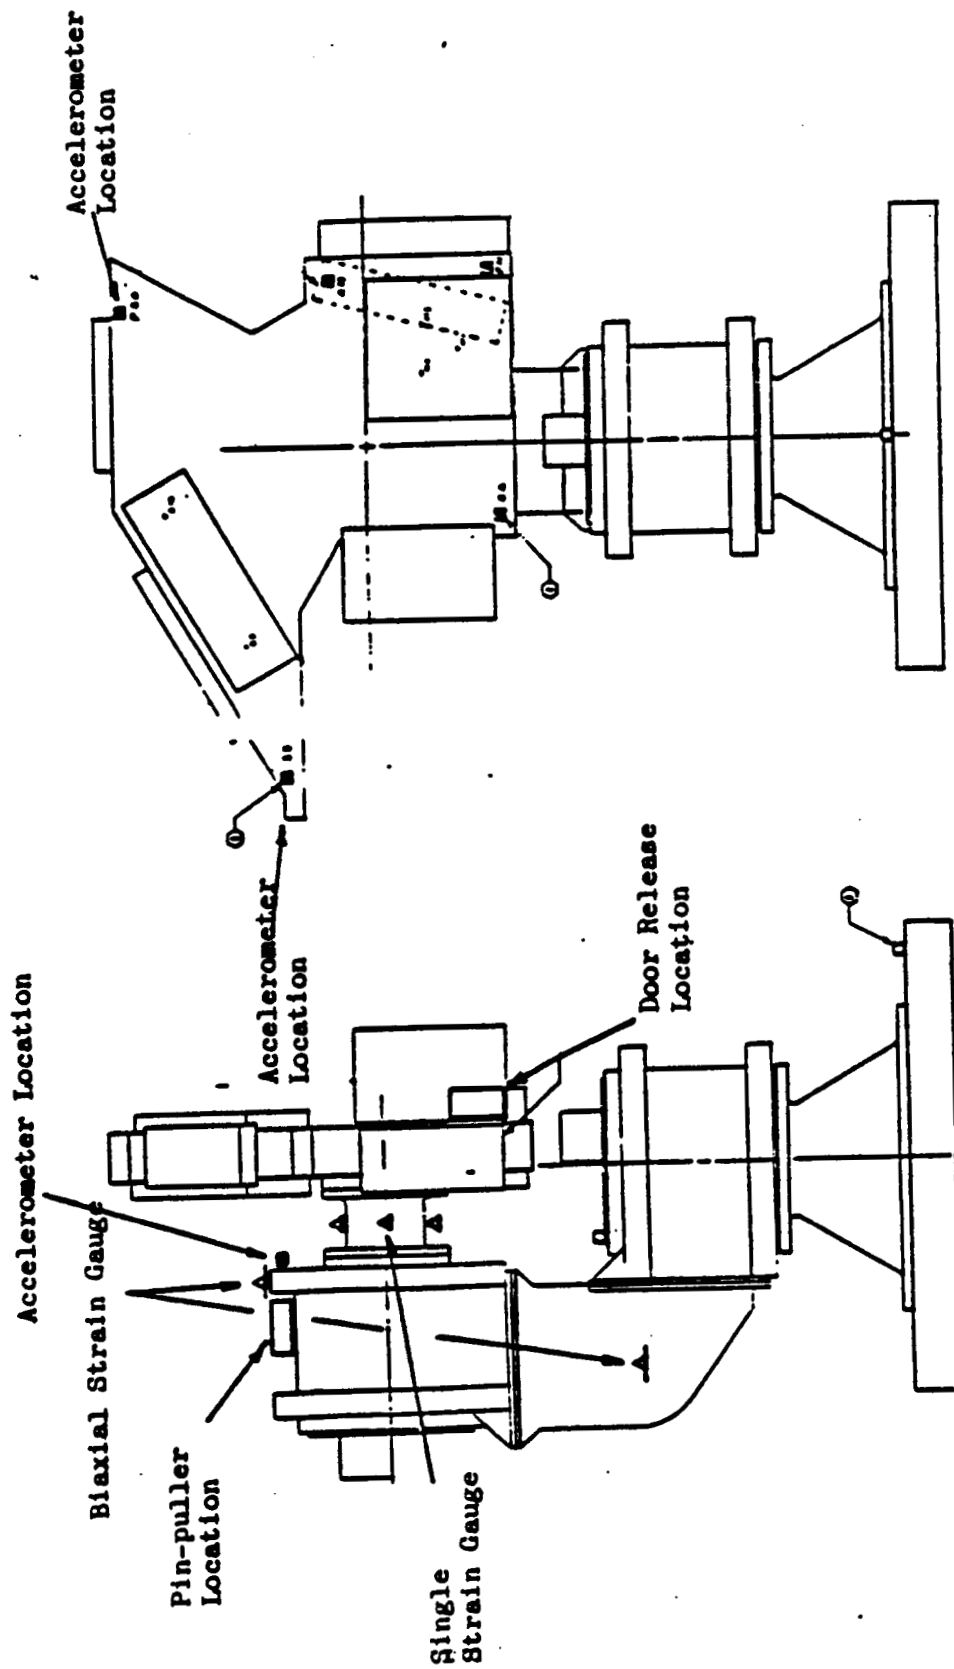 Accelerometer Location
Biaxial Strain Gauge
Pin-puller
Location
Single
Strain Gauge
Accelerometer
Location
Door Release
Location
Accelerometer
Location